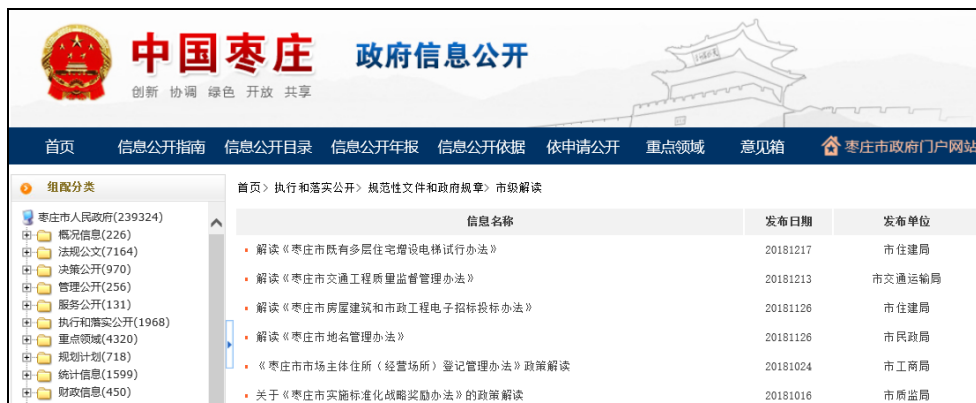 中国枣庄
政府信息公开
创新 协调 绿色 开放 共享
首页 信息公开指南 信息公开目录 信息公开年报 信息公开依据 依申请公开 重点领域 意见箱 枣庄市政府门户网站
组配分类
枣庄市人民政府(239324)
概况信息(226)
法规公文(7164)
决策公开(970)
管理公开(256)
服务公开(131)
执行和落实公开(1968)
重点领域(4320)
规划计划(718)
统计信息(1599)
财政信息(450)
首页> 执行和落实公开> 规范性文件和政府规章> 市级解读
信息名称 发布日期 发布单位
解读《枣庄市既有多层住宅增设电梯试行办法》 20181217 市住建局
解读《枣庄市交通工程质量监督管理办法》 20181213 市交通运输局
解读《枣庄市房屋建筑和市政工程电子招标投标办法》 20181126 市住建局
解读《枣庄市地名管理办法》 20181126 市民政局
《枣庄市市场主体住所（经营场所）登记管理办法》政策解读 20181024 市工商局
关于《枣庄市实施标准化战略奖励办法》的政策解读 20181016 市质监局